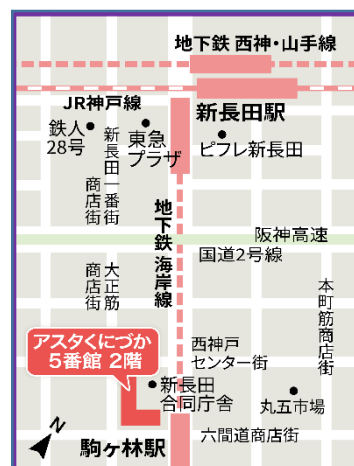 地下鉄 西神・山手線
JR神戸線
新長田駅
鉄人
28号
新長田一番街
商店街
東急
プラザ
ピフレ新長田
地下鉄 海岸線
阪神高速
国道2号線
大正筋
商店街
本町筋商店街
西神戸
センター街
アスタくにづか
5番館 2階
新長田
合同庁舎
丸五市場
駒ヶ林駅
六間道商店街
N